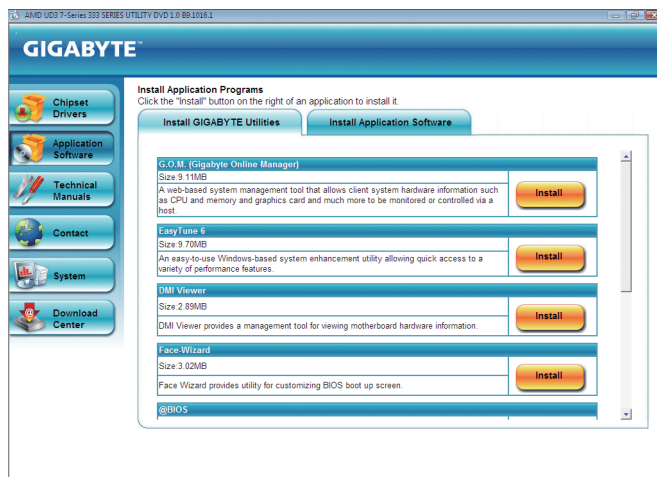 AMD UD3 7-Series 333 SERIES UTILITY DVD 1.0 B9.1016.1
GIGABYTE™
Chipset
Drivers
Application
Software
Technical
Manuals
Contact
System
Download
Center
Install Application Programs
Click the "Install" button on the right of an application to install it.
Install GIGABYTE Utilities
Install Application Software
G.O.M. (Gigabyte Online Manager)
Size:9.11MB
A web-based system management tool that allows client system hardware information such
as CPU and memory and graphics card and much more to be monitored or controlled via a
host.
Install
EasyTune 6
Size:9.70MB
An easy-to-use Windows-based system enhancement utility allowing quick access to a
variety of performance features.
Install
DMI Viewer
Size:2.89MB
DMI Viewer provides a management tool for viewing motherboard hardware information.
Install
Face-Wizard
Size:3.02MB
Face Wizard provides utility for customizing BIOS boot up screen.
Install
@BIOS